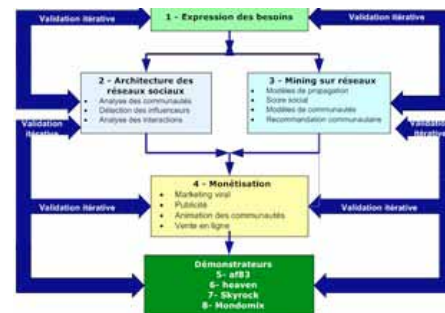 Validation itérative
1 - Expression des besoins
Validation itérative
2 - Architecture des réseaux sociaux
Analyse des communautés
Détection des influenceurs
Analyse des interactions
3 - Mining sur réseaux
Modèles de propagation
Score social
Modèles de communautés
Recommandation communautaire
Validation itérative
Validation itérative
4 - Monétisation
Marketing viral
Publicité
Animation des communautés
Vente en ligne
Validation itérative
Validation itérative
Démonstrateurs
5- af83
6- heaven
7- Skyrock
8- Mondomix